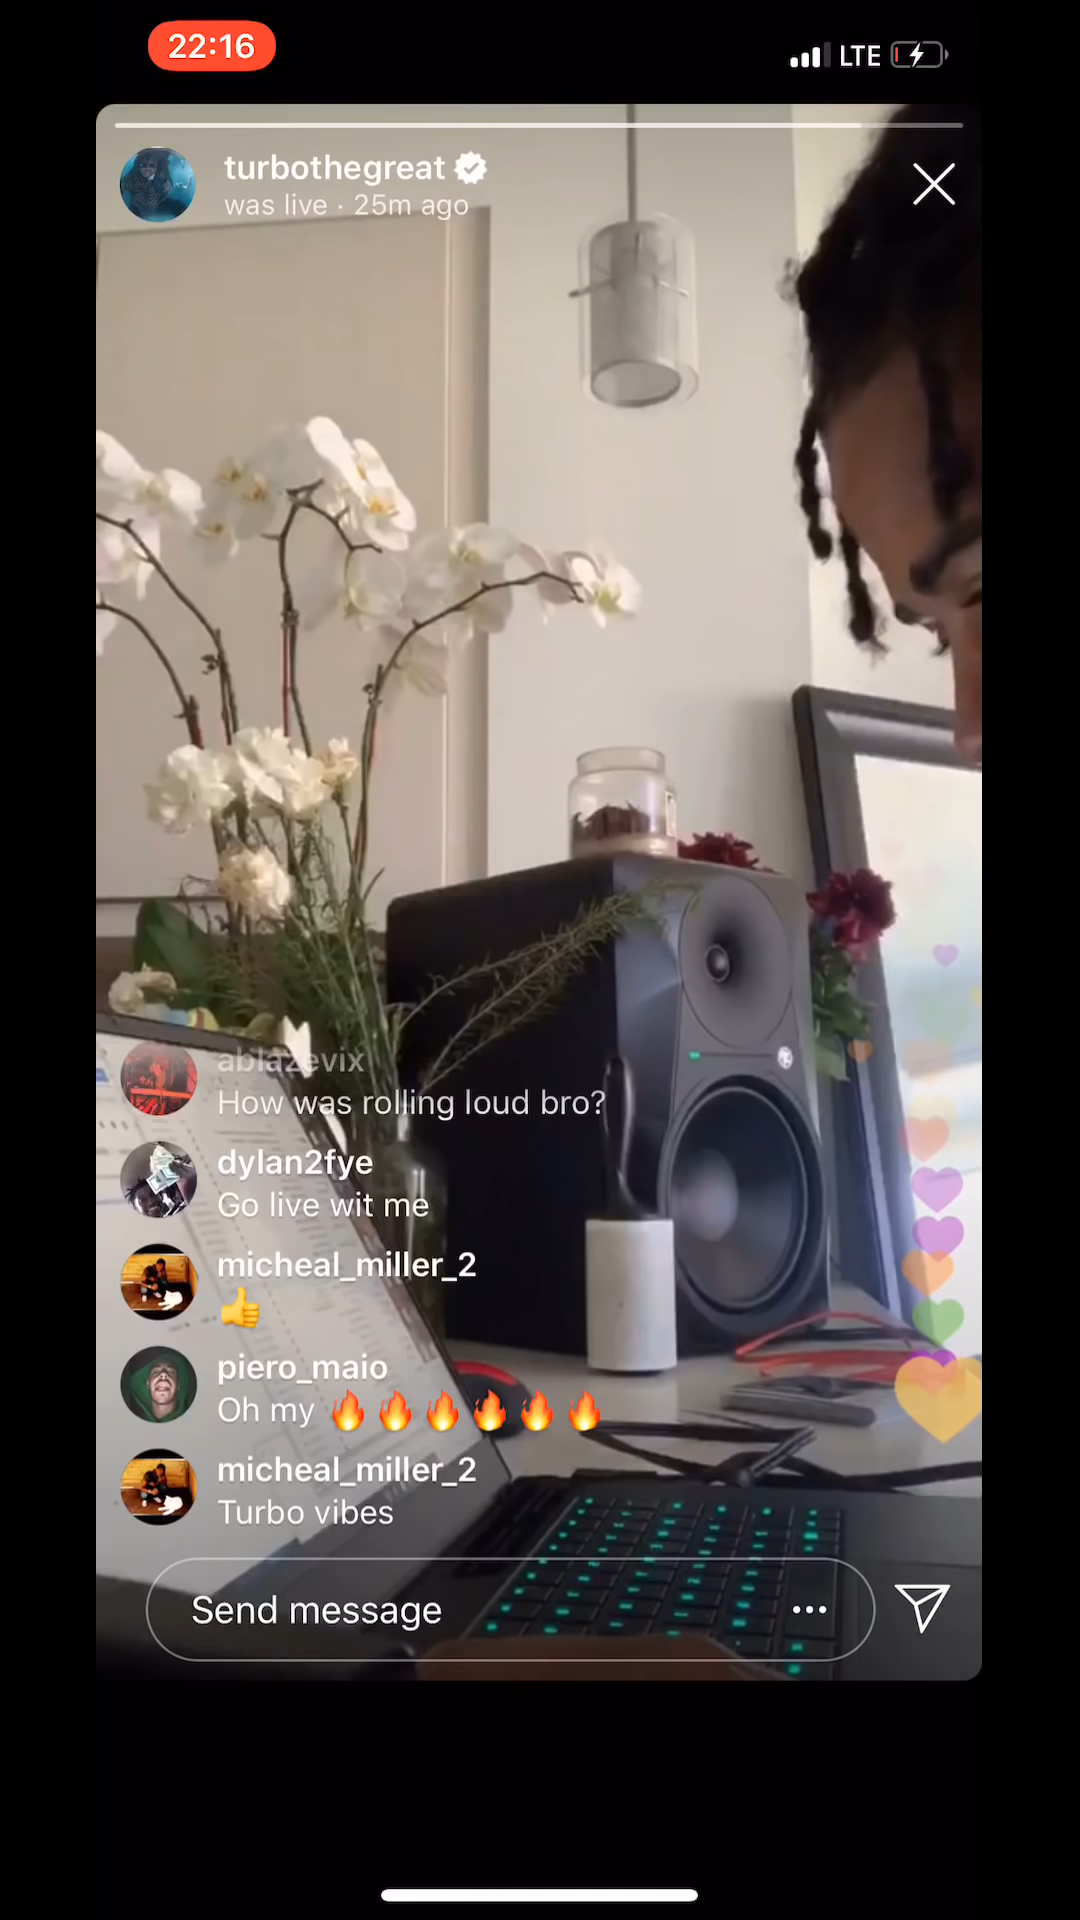 22:16
LTE
turbothegreat
was live · 25m ago
ablazevix
How was rolling loud bro?
dylan2fye
Go live wit me
micheal_miller_2
👍
piero_maio
Oh my 🔥🔥🔥🔥🔥🔥
micheal_miller_2
Turbo vibes
Send message